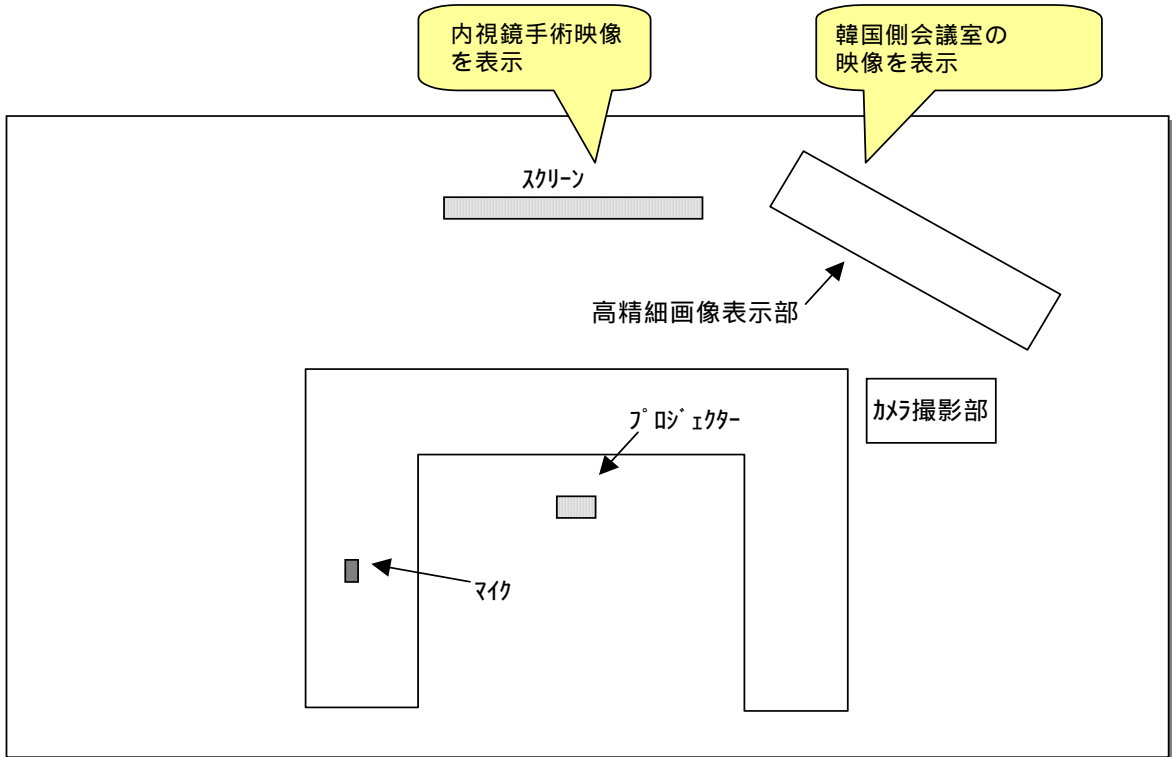 内視鏡手術映像
を表示
韓国側会議室の
映像を表示
ｽｸﾘｰﾝ
高精細画像表示部
ｶﾒﾗ撮影部
ﾌﾟﾛｼﾞｪｸﾀｰ
ﾏｲｸ